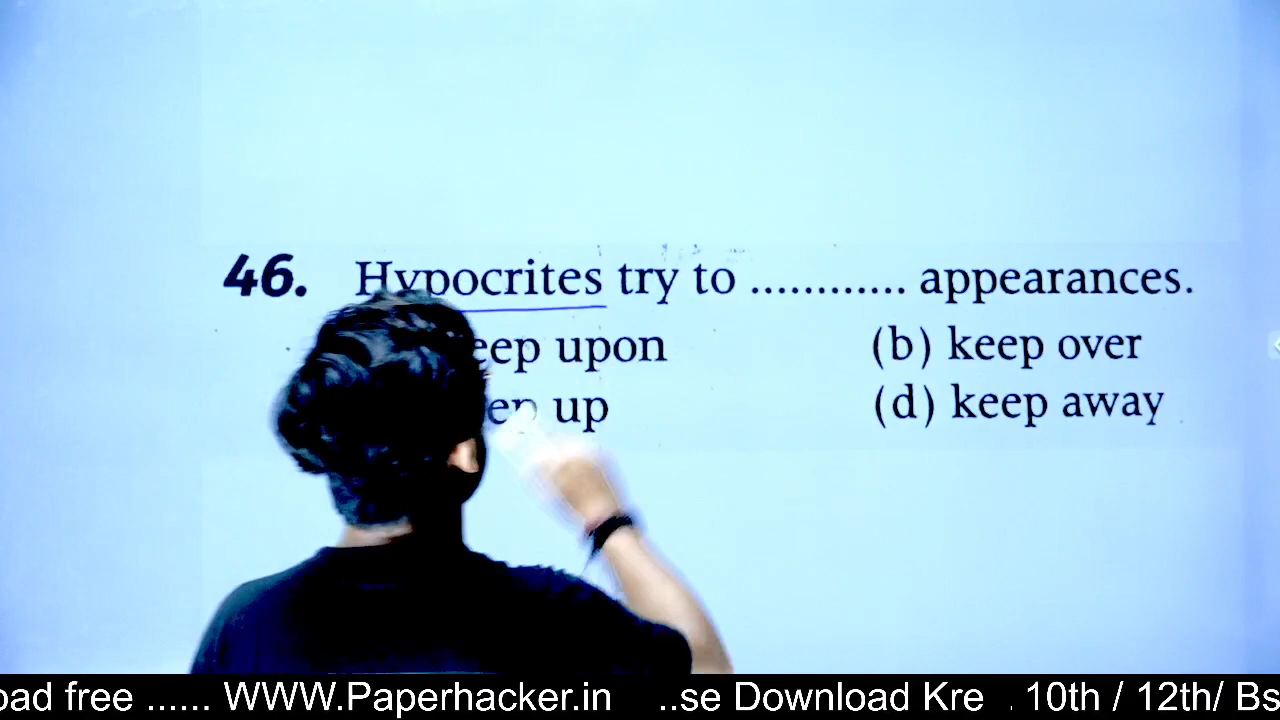 46. Hypocrites try to ............ appearances.
upon (b) keep over
up (d) keep away
oad free ...... WWW.Paperhacker.in ..se Download Kre . 10th / 12th/ Bs